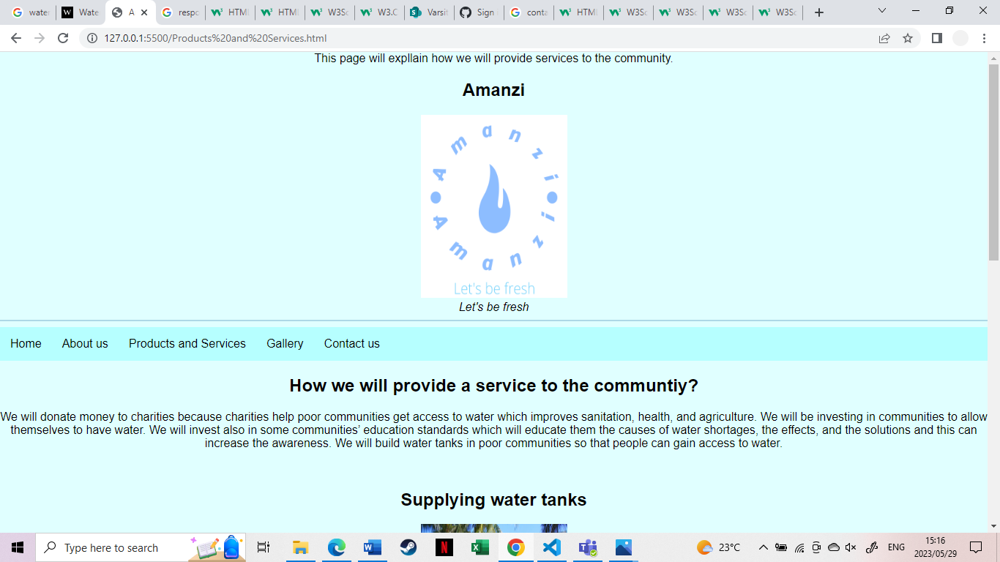 water
Wate
A
respo
HTMl
HTMl
W3Sc
W3.C
Varsit
Sign
conta
HTMl
W3Sc
W3Sc
W3Sc
W3Sc
127.0.0.1:5500/Products%20and%20Services.html
This page will expllain how we will provide services to the community.
Amanzi
Amanzi
Amanzi
Let's be fresh
Let's be fresh
Home About us Products and Services Gallery Contact us
How we will provide a service to the communtiy?
We will donate money to charities because charities help poor communities get access to water which improves sanitation, health, and agriculture. We will be investing in communities to allow
themselves to have water. We will invest also in some communities’ education standards which will educate them the causes of water shortages, the effects, and the solutions and this can
increase the awareness. We will build water tanks in poor communities so that people can gain access to water.
Supplying water tanks
Type here to search
23°C
ENG
15:16
2023/05/29